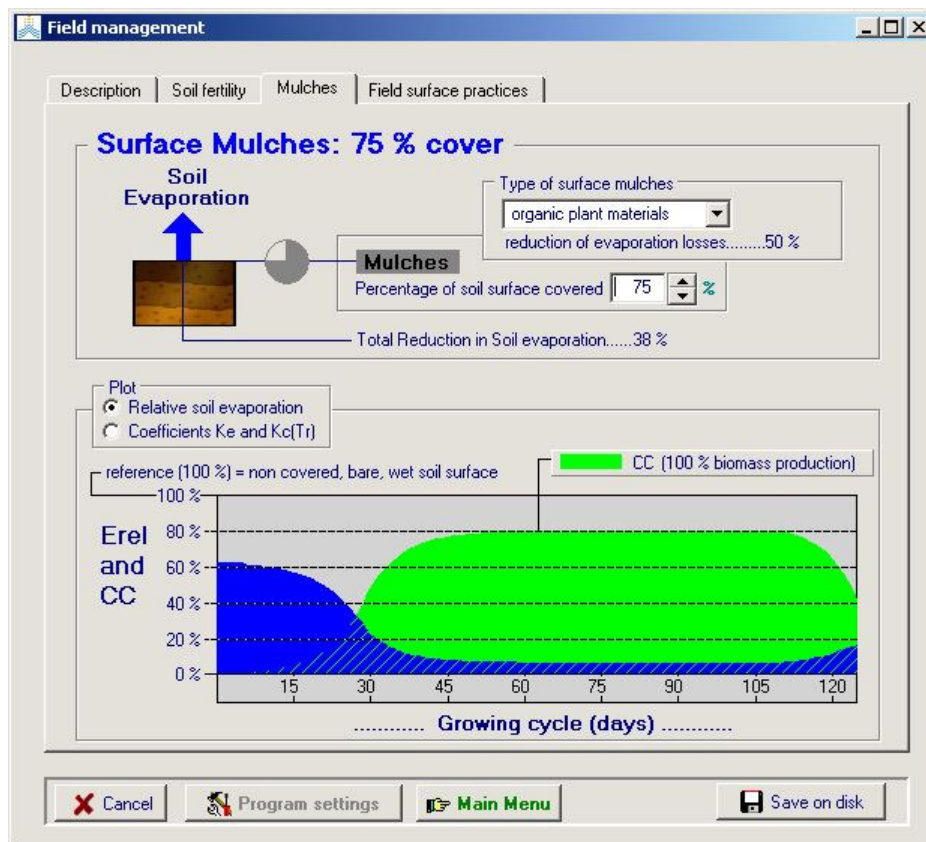 Field management
Description
Soil fertility
Mulches
Field surface practices
Surface Mulches: 75 % cover
Soil
Evaporation
Type of surface mulches
organic plant materials
reduction of evaporation losses........50 %
Mulches
Percentage of soil surface covered 75 %
Total Reduction in Soil evaporation......38 %
Plot
Relative soil evaporation
Coefficients Ke and Kc(Tr)
reference (100 %) = non covered, bare, wet soil surface
CC (100 % biomass production)
Erel
and
CC
100 %
80 %
60 %
40 %
20 %
0 %
15 30 45 60 75 90 105 120
............ Growing cycle (days) ............
Cancel
Program settings
Main Menu
Save on disk